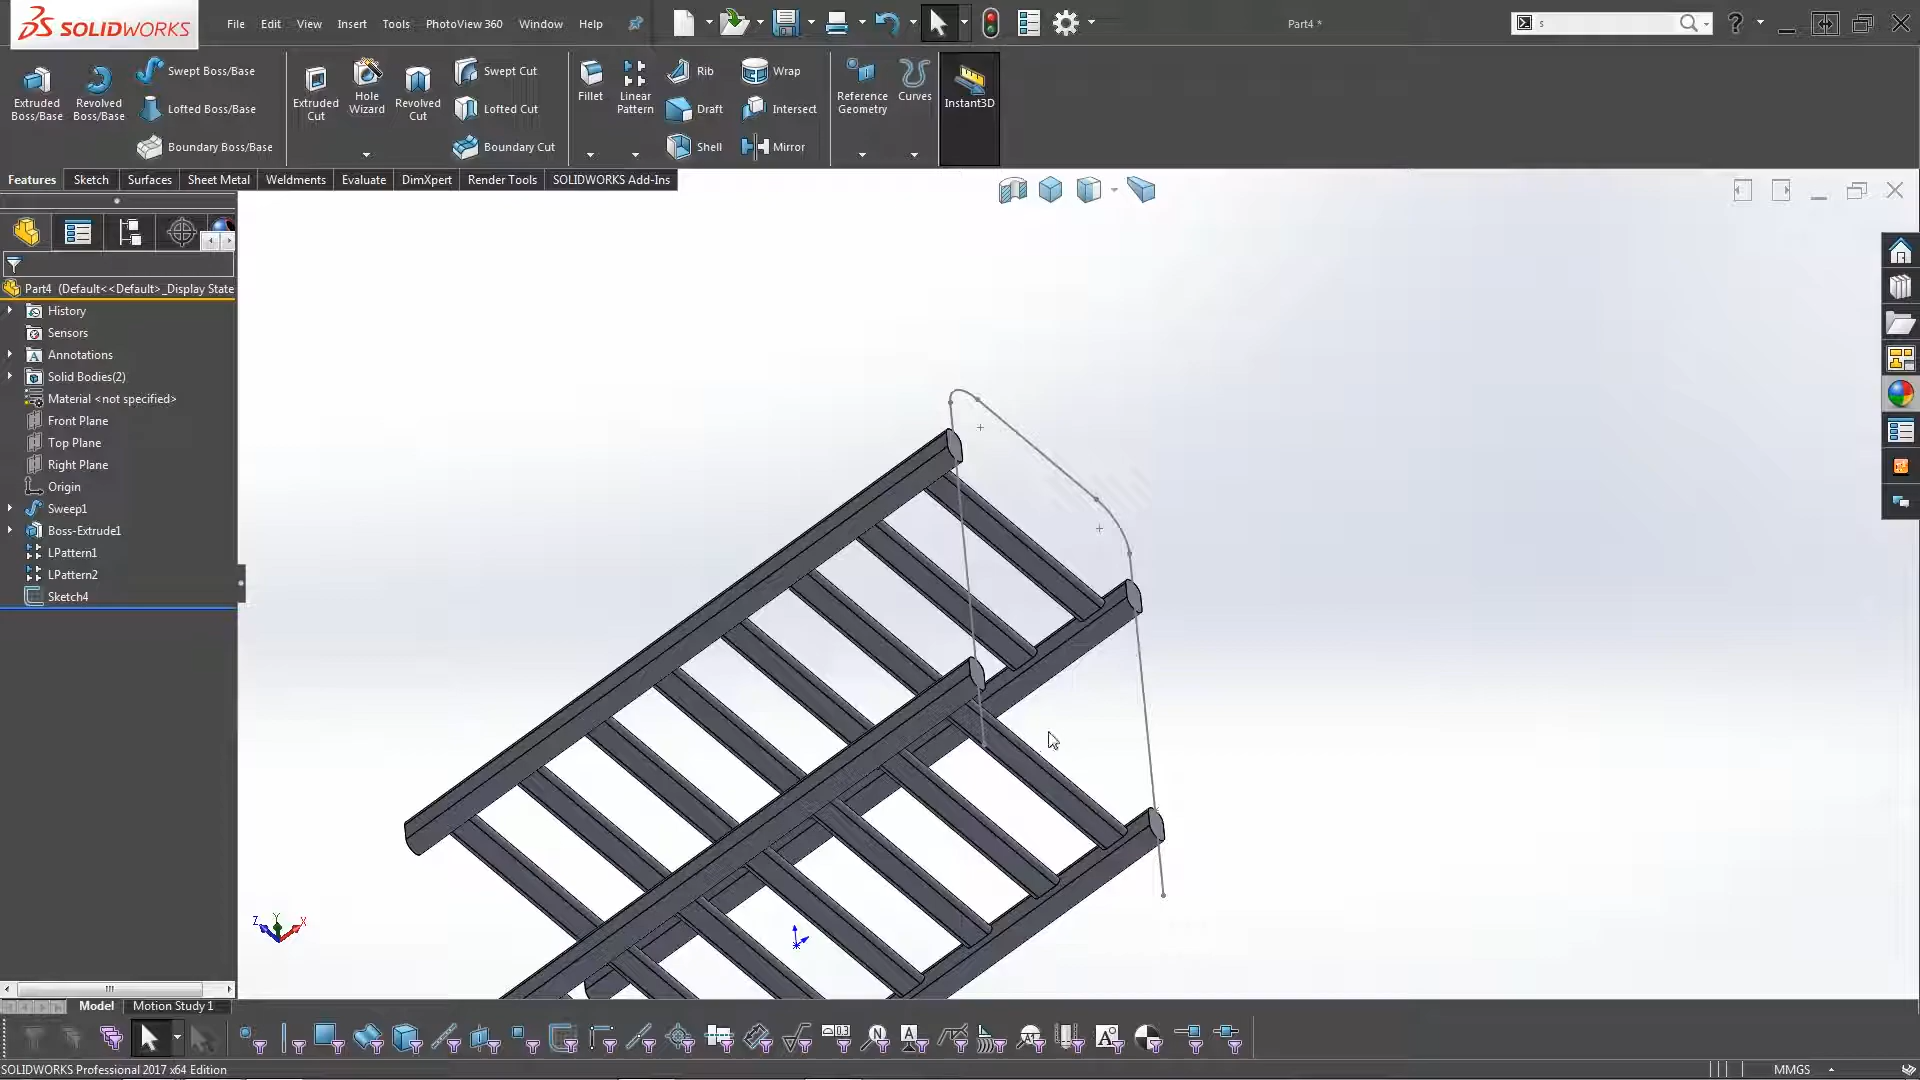 SOLIDWORKS
File Edit View Insert Tools PhotoView 360 Window Help
Part4 *
s
Extruded Boss/Base
Revolved Boss/Base
Swept Boss/Base
Lofted Boss/Base
Boundary Boss/Base
Extruded Cut
Hole Wizard
Revolved Cut
Swept Cut
Lofted Cut
Boundary Cut
Fillet
Linear Pattern
Rib
Draft
Shell
Wrap
Intersect
Mirror
Reference Geometry
Curves
Instant3D
Features Sketch Surfaces Sheet Metal Weldments Evaluate DimXpert Render Tools SOLIDWORKS Add-Ins
Part4 (Default<<Default>_Display State
History
Sensors
Annotations
Solid Bodies(2)
Material <not specified>
Front Plane
Top Plane
Right Plane
Origin
Sweep1
Boss-Extrude1
LPattern1
LPattern2
Sketch4
Z Y X
Model Motion Study 1
SOLIDWORKS Professional 2017 x64 Edition
MMGS